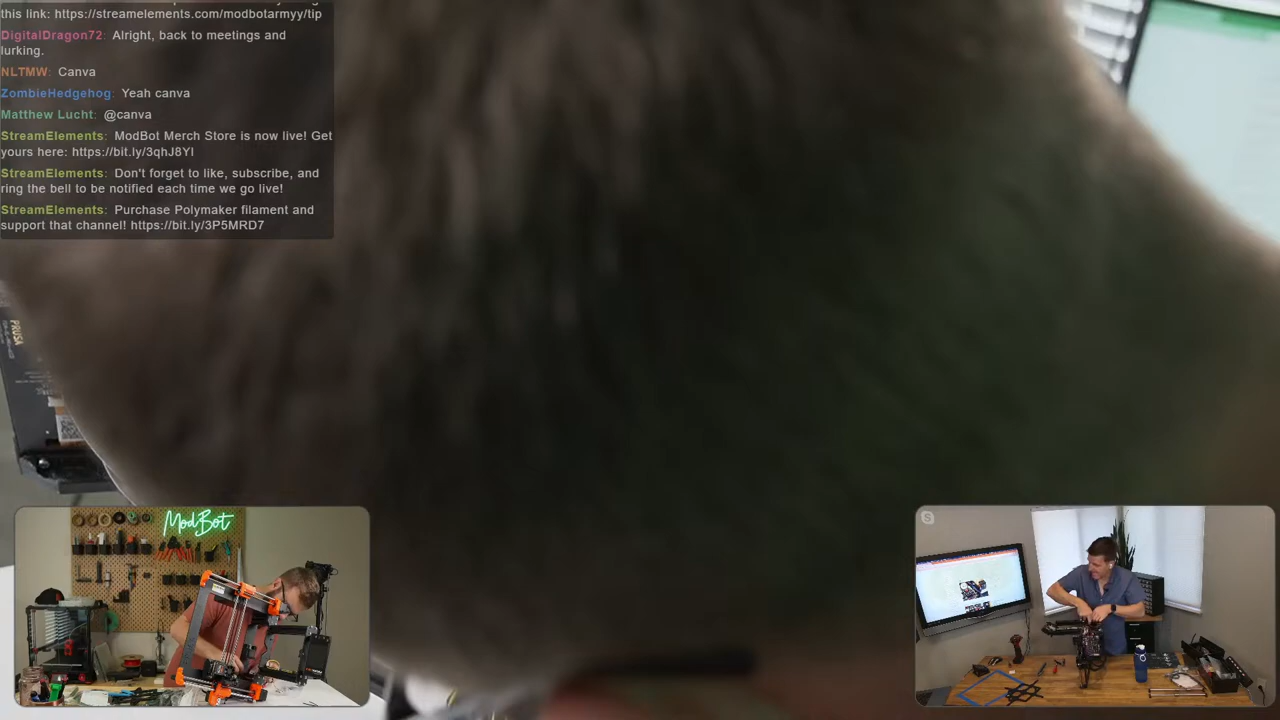 this link: https://streamelements.com/modbotarmyy/tip
DigitalDragon72: Alright, back to meetings and
lurking.
NLTMW: Canva
ZombieHedgehog: Yeah canva
Matthew Lucht: @canva
StreamElements: ModBot Merch Store is now live! Get
yours here: https://bit.ly/3qhJ8YI
StreamElements: Don't forget to like, subscribe, and
ring the bell to be notified each time we go live!
StreamElements: Purchase Polymaker filament and
support that channel! https://bit.ly/3P5MRD7
PRUSA
ModBot